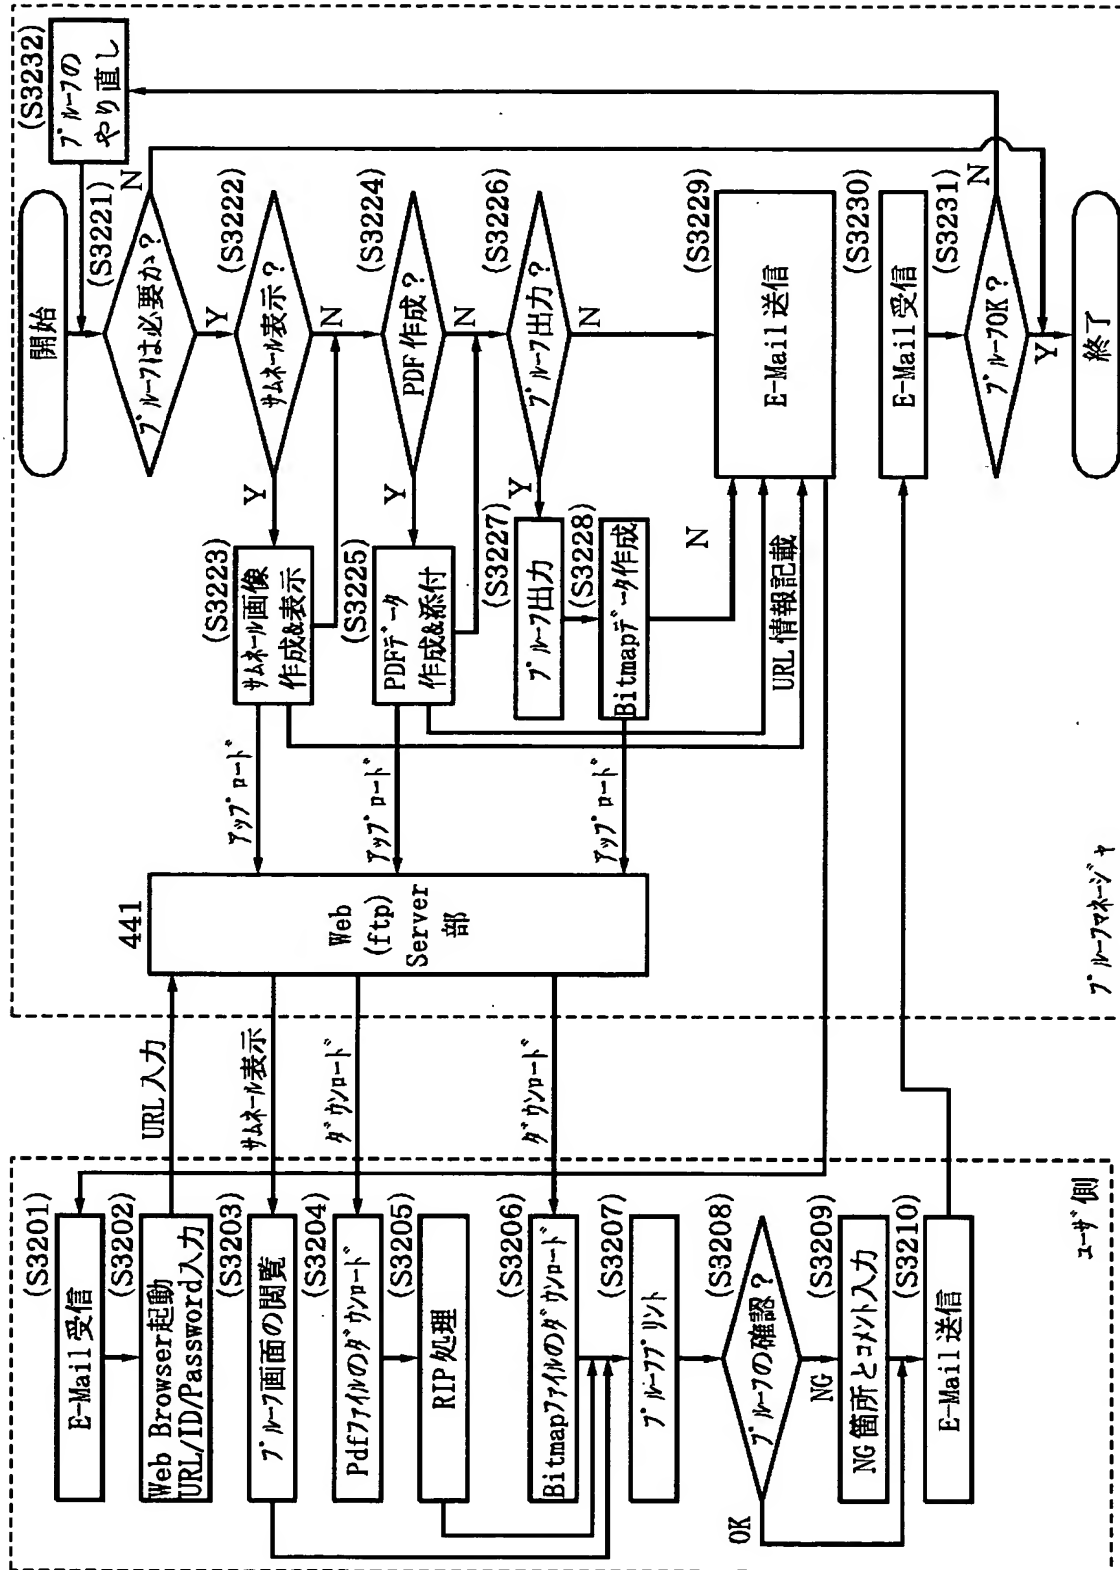 開始
(S3232)
プルーフの
やり直し
(S3221)
プルーフは必要か?
N
Y
(S3222)
サムネール表示?
N
Y
(S3223)
サムネール画像
作成&表示
(S3224)
PDF作成?
N
Y
(S3225)
PDFデータ
作成&添付
(S3226)
プルーフ出力?
N
Y
(S3227)
プルーフ出力
(S3228)
Bitmapデータ作成
N
URL情報記載
(S3229)
E-Mail送信
(S3230)
E-Mail受信
(S3231)
プルーフOK?
N
Y
終了
アップロード
アップロード
アップロード
441
Web
(ftp)
Server
部
プルーフマネージャ
URL入力
サムネール表示
ダウンロード
ダウンロード
(S3201)
E-Mail受信
(S3202)
Web Browser起動
URL/ID/Password入力
(S3203)
プルーフ画面の閲覧
(S3204)
Pdfファイルのダウンロード
(S3205)
RIP処理
(S3206)
Bitmapファイルのダウンロード
(S3207)
プルーフプリント
(S3208)
プルーフの確認?
OK
NG
(S3209)
NG箇所とコメント入力
(S3210)
E-Mail送信
ユーザ側